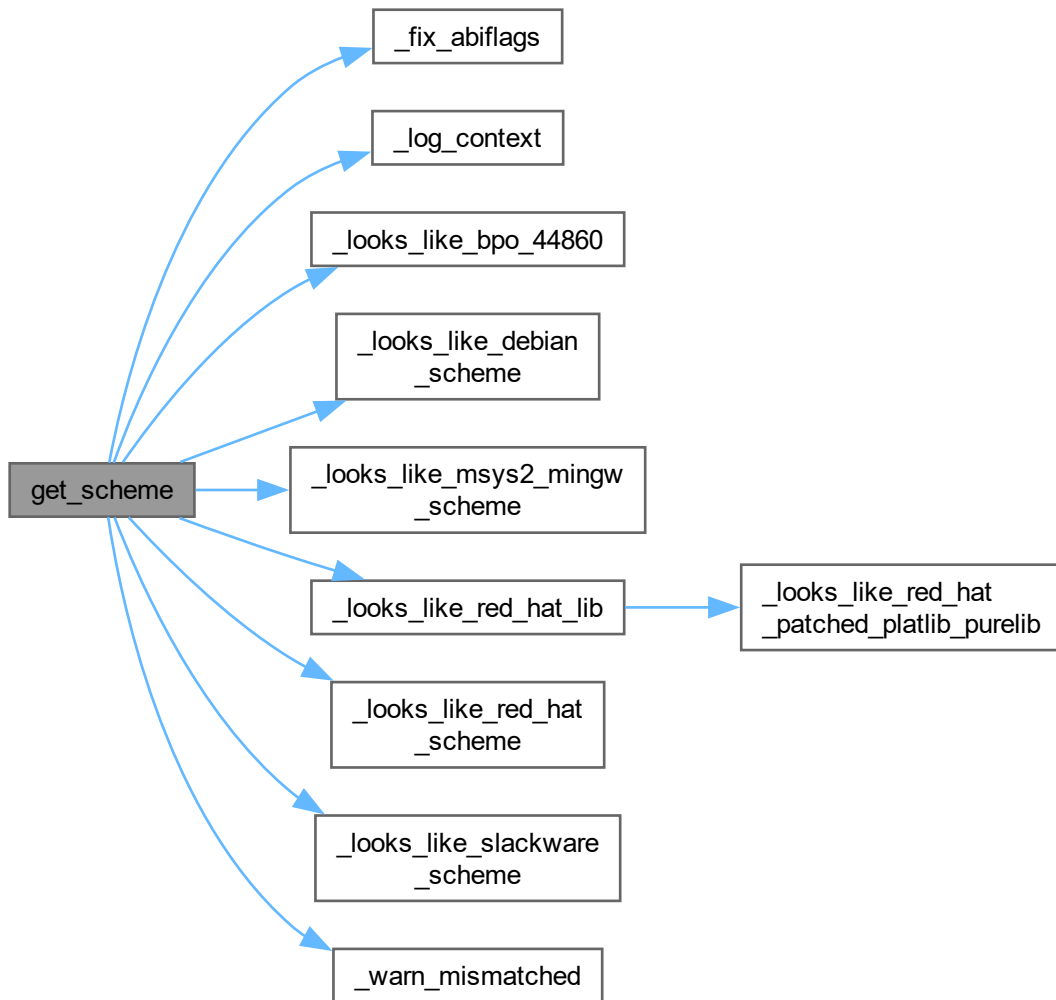 _fix_abiflags
_log_context
_looks_like_bpo_44860
_looks_like_debian
_scheme
get_scheme
_looks_like_msys2_mingw
_scheme
_looks_like_red_hat_lib
_looks_like_red_hat
_patched_platlib_purelib
_looks_like_red_hat
_scheme
_looks_like_slackware
_scheme
_warn_mismatched